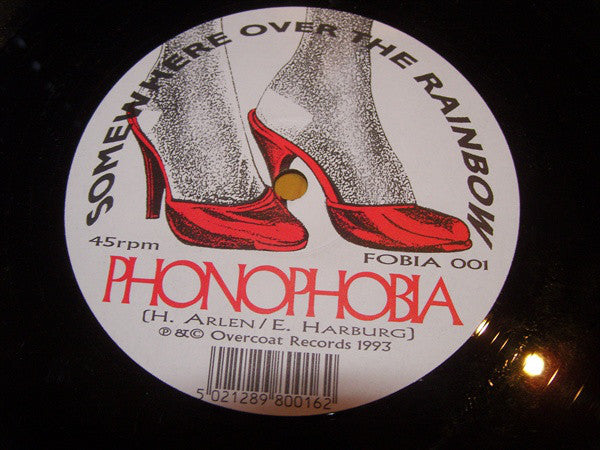 SOMEWHERE OVER THE RAINBOW
45rpm
FOBIA 001
PHONOPHOBIA
(H. ARLEN/E. HARBURG)
℗ &© Overcoat Records 1993
5 021289 800162